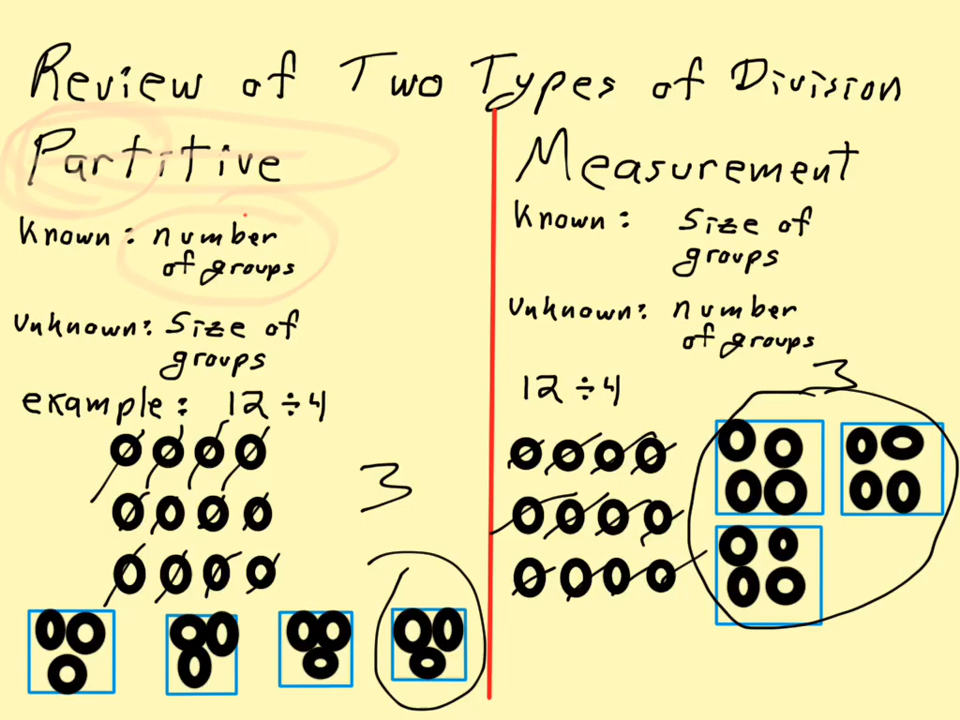 Review of Two Types of Division
Partitive
Known: number
of groups
Unknown: Size of
groups
example: 12 ÷ 4
3
Measurement
Known: Size of
groups
Unknown: number
of groups
12 ÷ 4
3